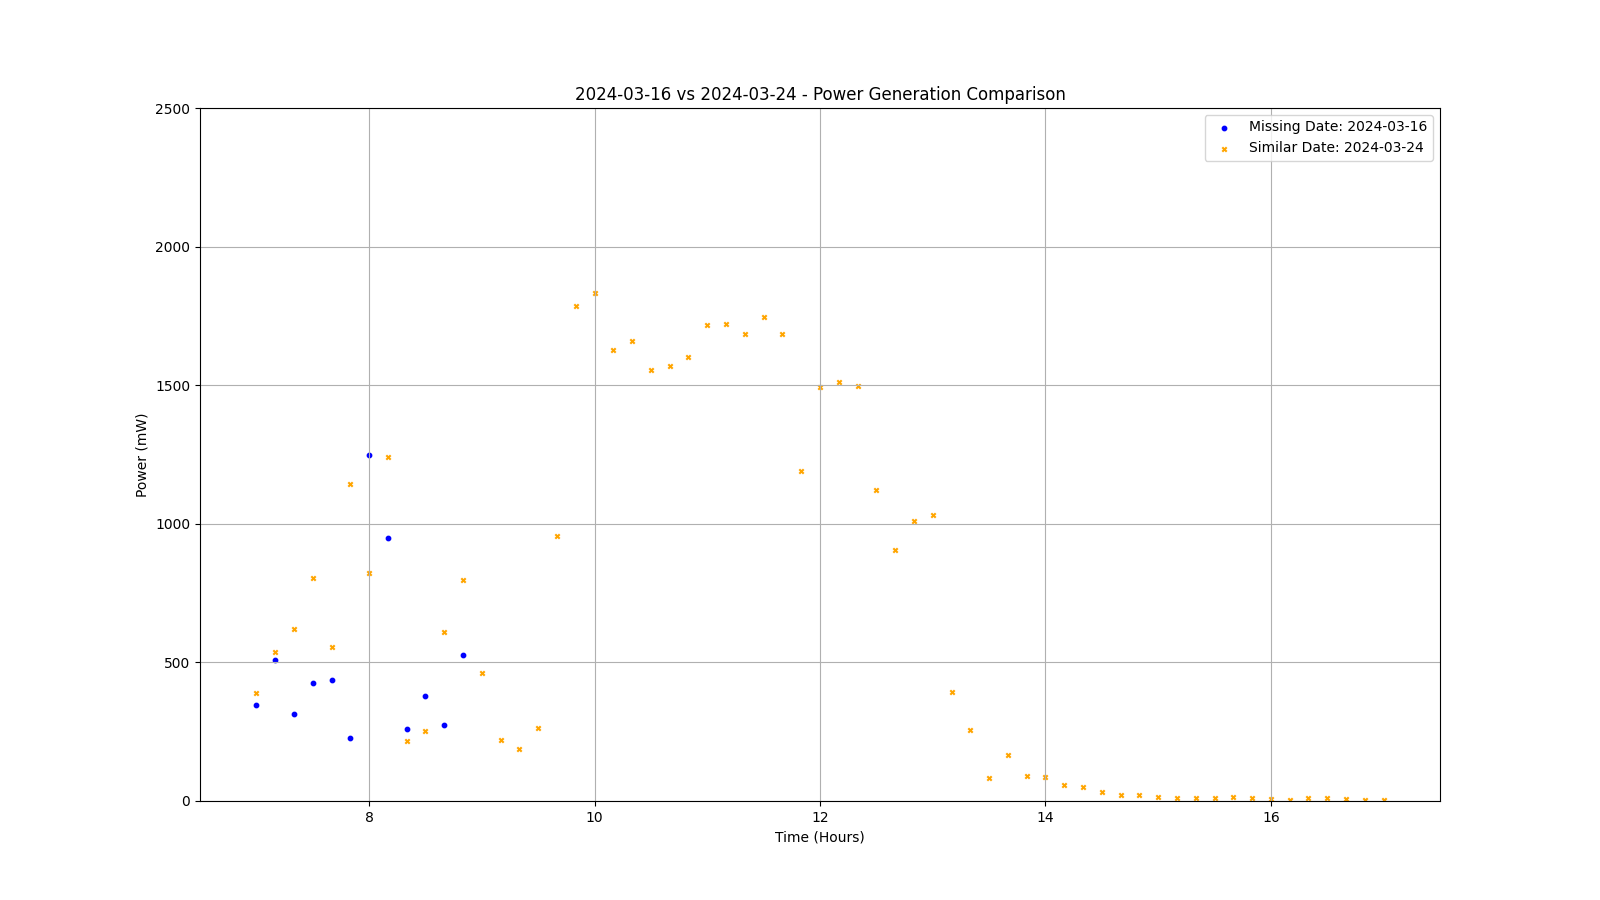 2024-03-16 vs 2024-03-24 - Power Generation Comparison
Missing Date: 2024-03-16
Similar Date: 2024-03-24
2500
2000
1500
1000
500
0
Power (mW)
8 10 12 14 16
Time (Hours)